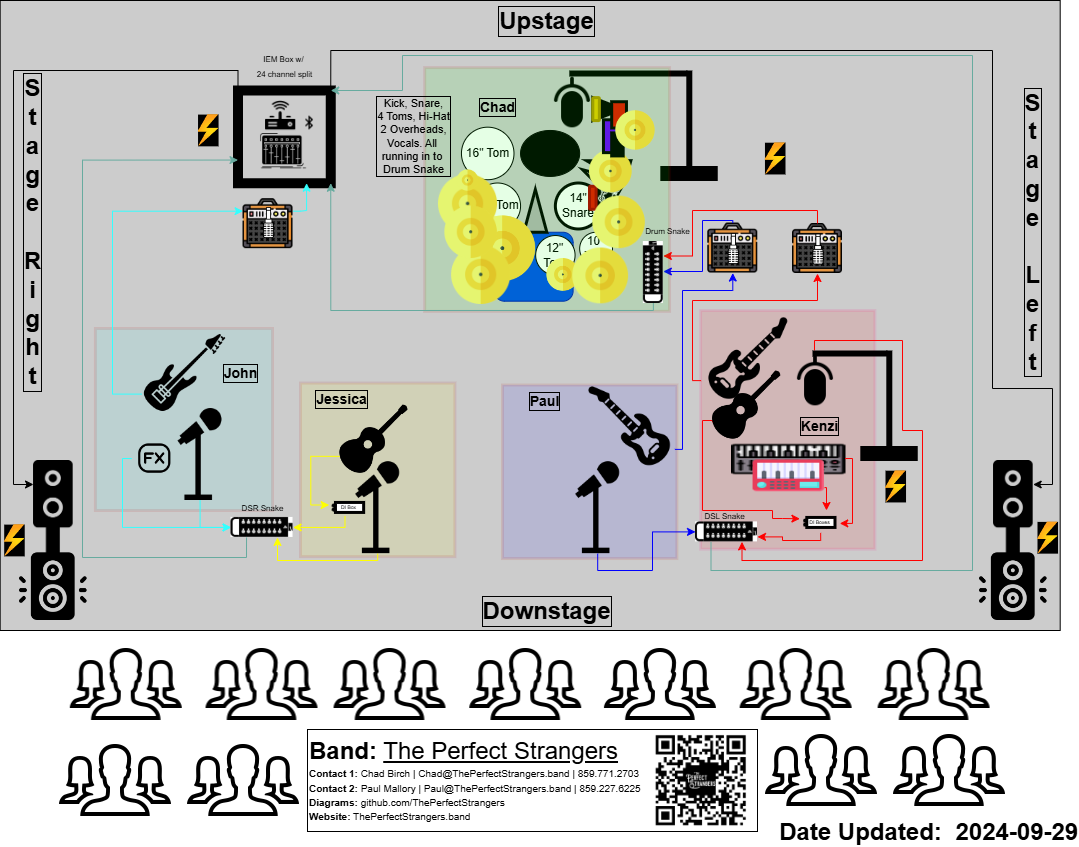 Upstage
IEM Box w/
24 channel split
Stage Right
Stage Left
Kick, Snare,
4 Toms, Hi-Hat
2 Overheads,
Vocals. All
running in to
Drum Snake
Chad
16" Tom
Tom
14"
Snare
12"
10"
Drum Snake
John
FX
DSR Snake
Jessica
DI Box
Paul
Kenzi
DSL Snake
DI Boxes
Downstage
Band: The Perfect Strangers
Contact 1: Chad Birch | Chad@ThePerfectStrangers.band | 859.771.2703
Contact 2: Paul Mallory | Paul@ThePerfectStrangers.band | 859.227.6225
Diagrams: github.com/ThePerfectStrangers
Website: ThePerfectStrangers.band
THE
PERFECT
STRANGERS
Date Updated: 2024-09-29